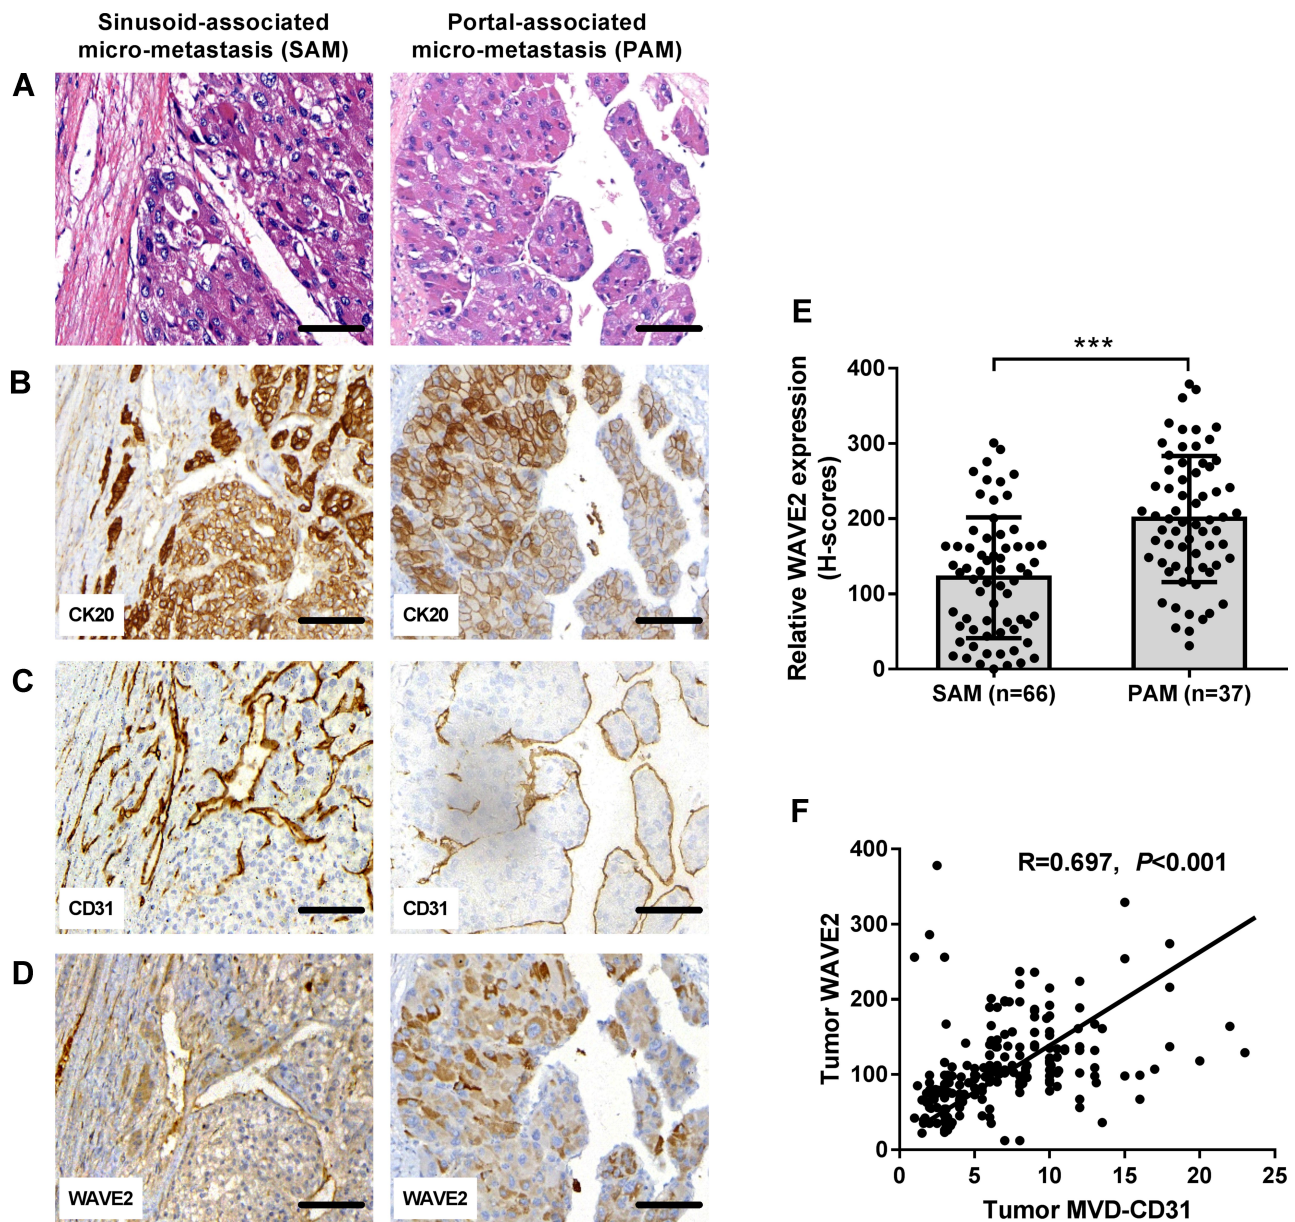 Sinusoid-associated
micro-metastasis (SAM)
Portal-associated
micro-metastasis (PAM)
A
B
CK20
CK20
C
CD31
CD31
D
WAVE2
WAVE2
E
***
Relative WAVE2 expression
(H-scores)
400
300
200
100
0
SAM (n=66)
PAM (n=37)
F
R=0.697, P<0.001
Tumor WAVE2
400
300
200
100
0
0 5 10 15 20 25
Tumor MVD-CD31